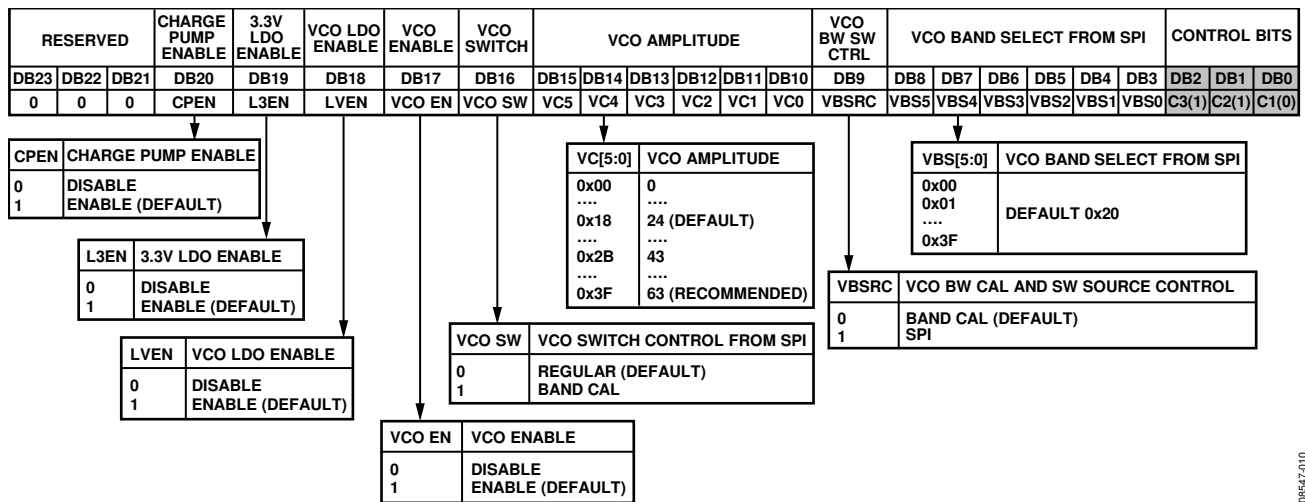 RESERVED CHARGE PUMP ENABLE 3.3V LDO ENABLE VCO LDO ENABLE VCO ENABLE VCO SWITCH VCO AMPLITUDE VCO BW SW CTRL VCO BAND SELECT FROM SPI CONTROL BITS
DB23 DB22 DB21 DB20 DB19 DB18 DB17 DB16 DB15 DB14 DB13 DB12 DB11 DB10 DB9 DB8 DB7 DB6 DB5 DB4 DB3 DB2 DB1 DB0
0 0 0 CPEN L3EN LVEN VCO EN VCO SW VC5 VC4 VC3 VC2 VC1 VC0 VBSRC VBS5 VBS4 VBS3 VBS2 VBS1 VBS0 C3(1) C2(1) C1(0)
CPEN CHARGE PUMP ENABLE
0 DISABLE
1 ENABLE (DEFAULT)
L3EN 3.3V LDO ENABLE
0 DISABLE
1 ENABLE (DEFAULT)
LVEN VCO LDO ENABLE
0 DISABLE
1 ENABLE (DEFAULT)
VCO EN VCO ENABLE
0 DISABLE
1 ENABLE (DEFAULT)
VCO SW VCO SWITCH CONTROL FROM SPI
0 REGULAR (DEFAULT)
1 BAND CAL
VC[5:0] VCO AMPLITUDE
0x00 0
.... ....
0x18 24 (DEFAULT)
.... ....
0x2B 43
.... ....
0x3F 63 (RECOMMENDED)
VBSRC VCO BW CAL AND SW SOURCE CONTROL
0 BAND CAL (DEFAULT)
1 SPI
VBS[5:0] VCO BAND SELECT FROM SPI
0x00
0x01
....
0x3F
DEFAULT 0x20
08547-010